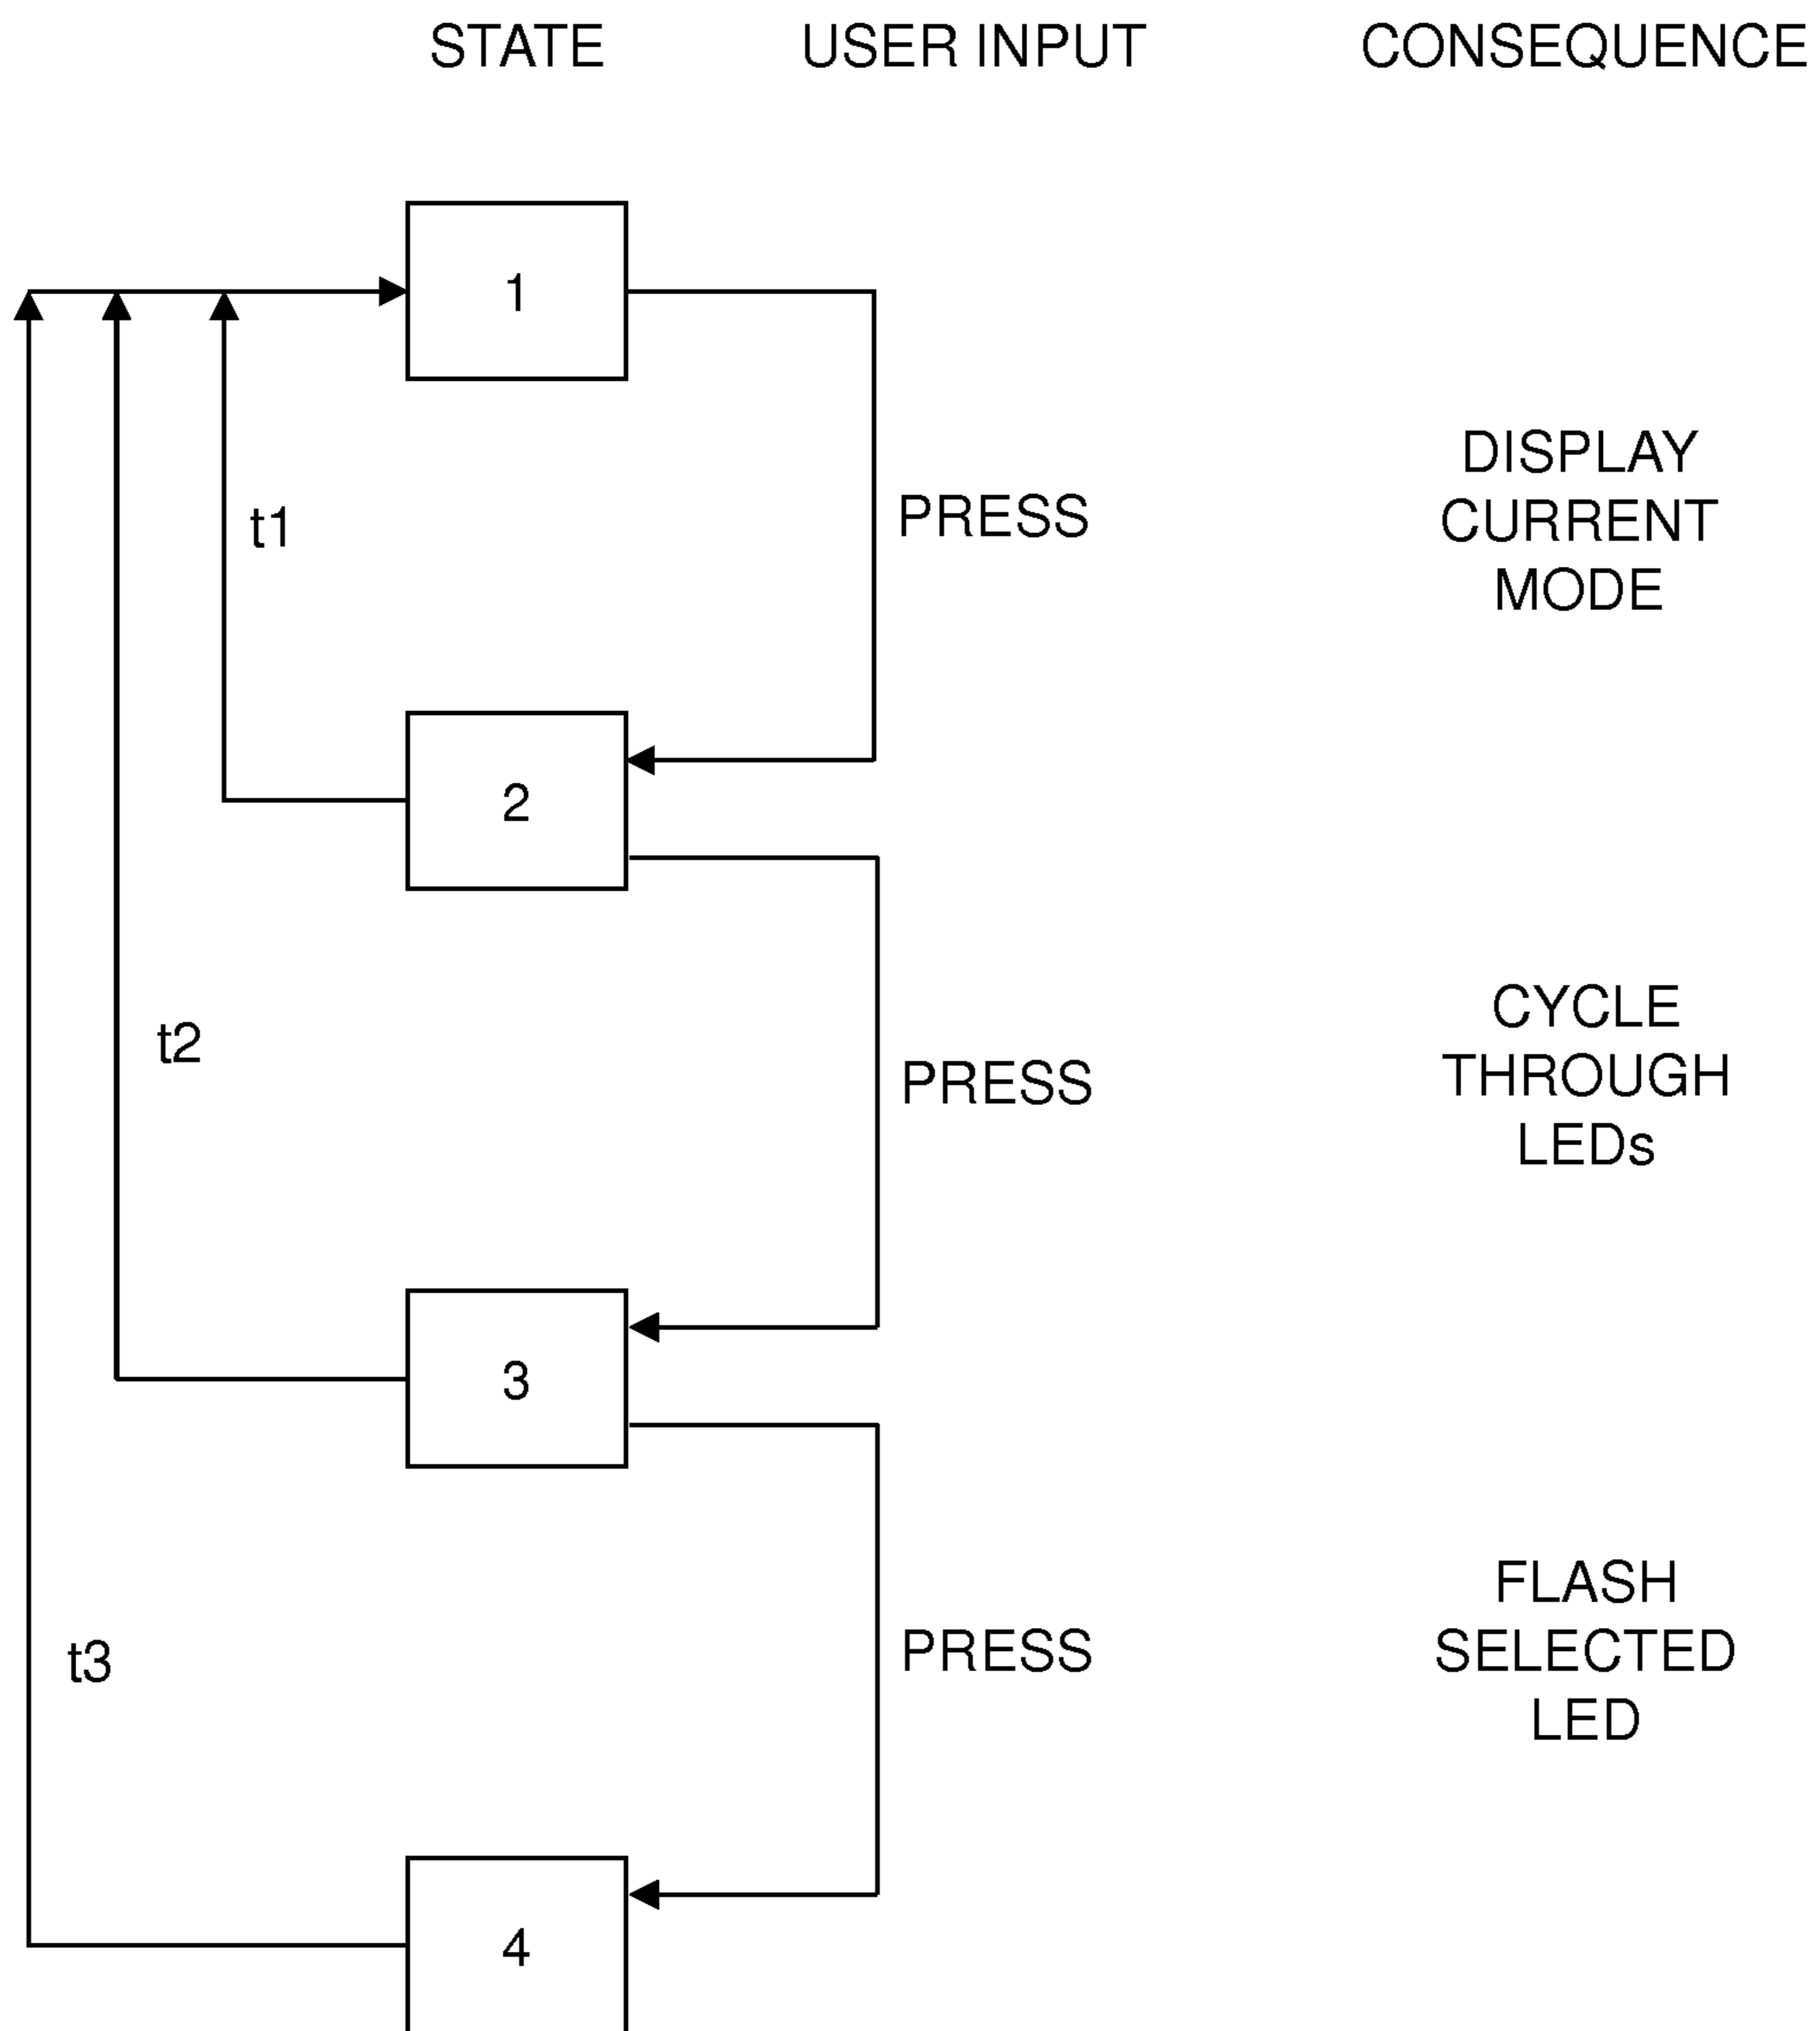 STATE
USER INPUT
CONSEQUENCE
1
DISPLAY
CURRENT
MODE
t1
PRESS
2
CYCLE
THROUGH
LEDs
t2
PRESS
3
FLASH
SELECTED
LED
t3
PRESS
4